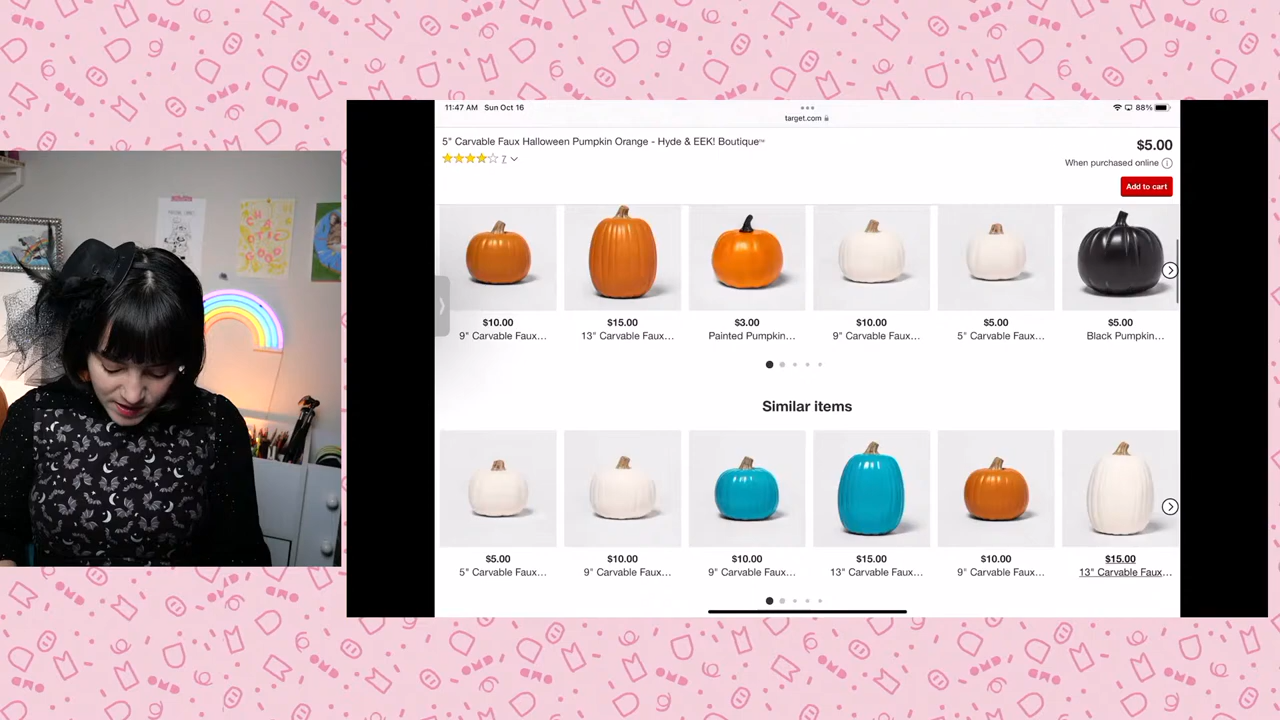 11:47 AM Sun Oct 16
88%
target.com
5" Carvable Faux Halloween Pumpkin Orange - Hyde & EEK! Boutique™
$5.00
7
When purchased online
Add to cart
$10.00 $15.00 $3.00 $10.00 $5.00 $5.00
9" Carvable Faux... 13" Carvable Faux... Painted Pumpkin... 9" Carvable Faux... 5" Carvable Faux... Black Pumpkin...
Similar items
$5.00 $10.00 $10.00 $15.00 $10.00 $15.00
5" Carvable Faux... 9" Carvable Faux... 9" Carvable Faux... 13" Carvable Faux... 9" Carvable Faux... 13" Carvable Faux...
CHA
OTIC
GOOD